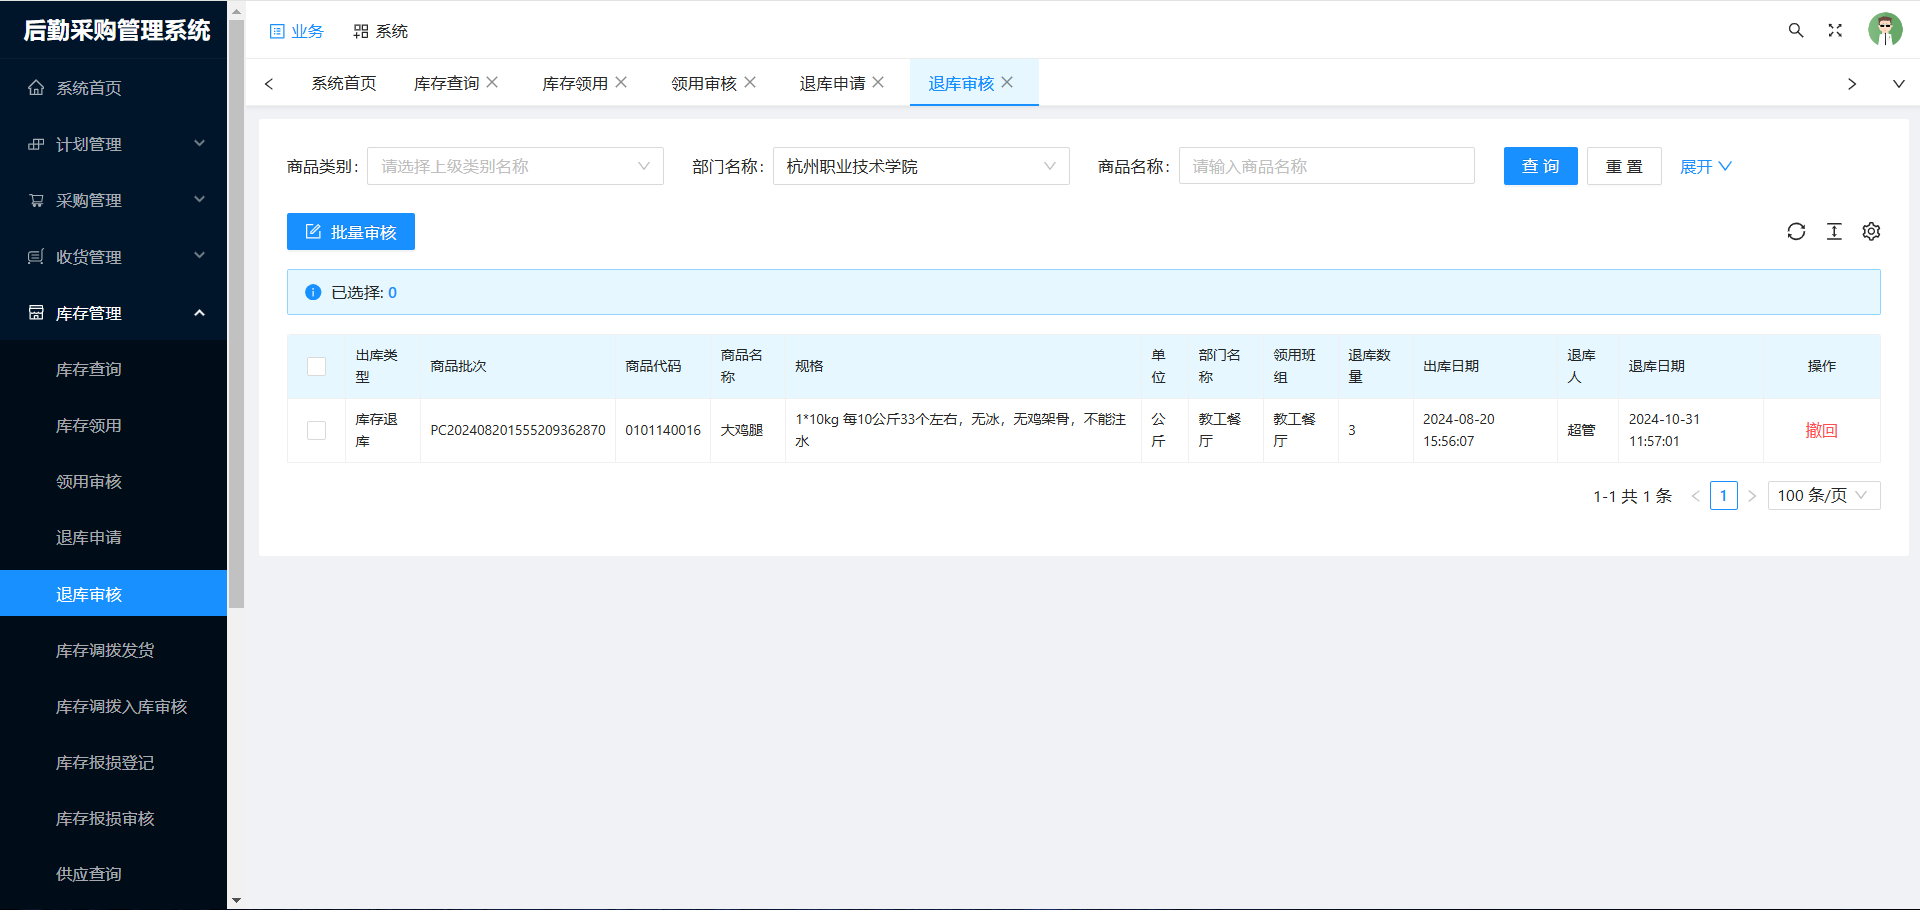 后勤采购管理系统
系统首页
计划管理
采购管理
收货管理
库存管理
库存查询
库存领用
领用审核
退库申请
退库审核
库存调拨发货
库存调拨入库审核
库存报损登记
库存报损审核
供应查询
业务 系统
系统首页 库存查询 库存领用 领用审核 退库申请 退库审核
商品类别: 请选择上级类别名称 部门名称: 杭州职业技术学院 商品名称: 请输入商品名称 查 询 重 置 展开
批量审核
已选择: 0
出库类型 商品批次 商品代码 商品名称 规格 单位 部门名称 领用班组 退库数量 出库日期 退库人 退库日期 操作
库存退库 PC202408201555209362870 0101140016 大鸡腿 1*10kg 每10公斤33个左右，无冰，无鸡架骨，不能注水 公斤 教工餐厅 教工餐厅 3 2024-08-20 15:56:07 超管 2024-10-31 11:57:01 撤回
1-1 共 1 条 1 100 条/页